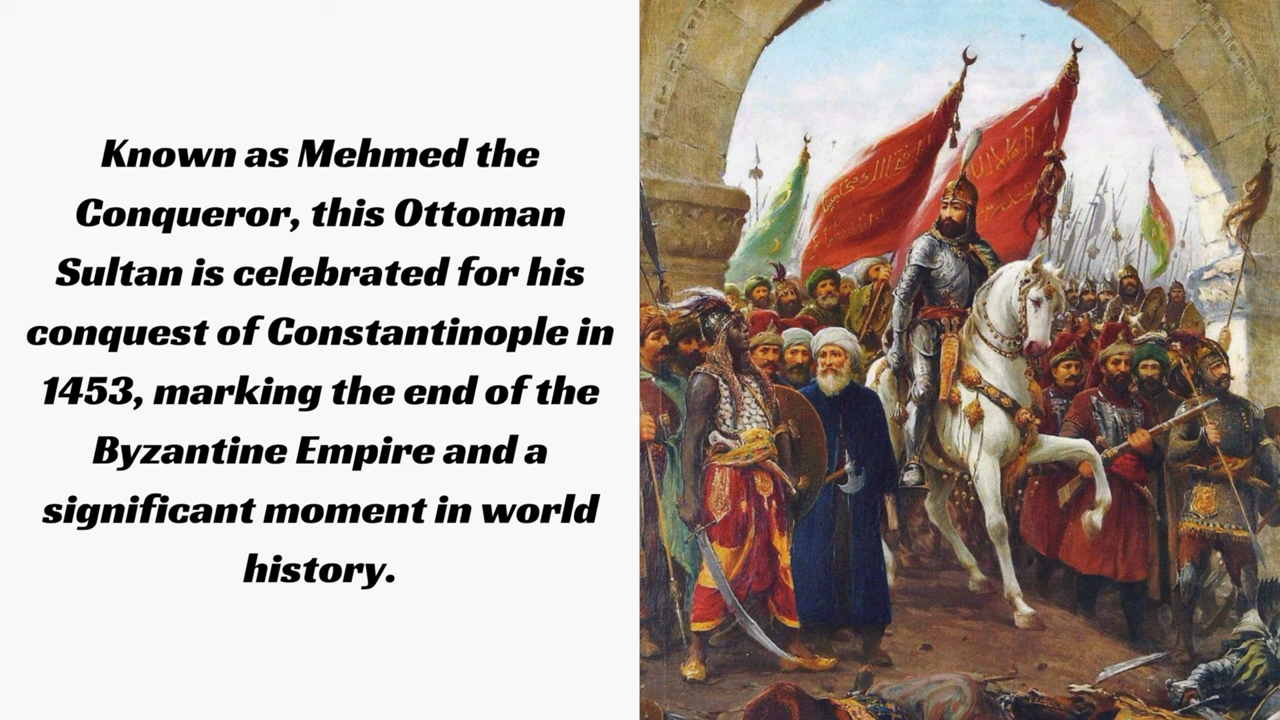 Known as Mehmed the
Conqueror, this Ottoman
Sultan is celebrated for his
conquest of Constantinople in
1453, marking the end of the
Byzantine Empire and a
significant moment in world
history.